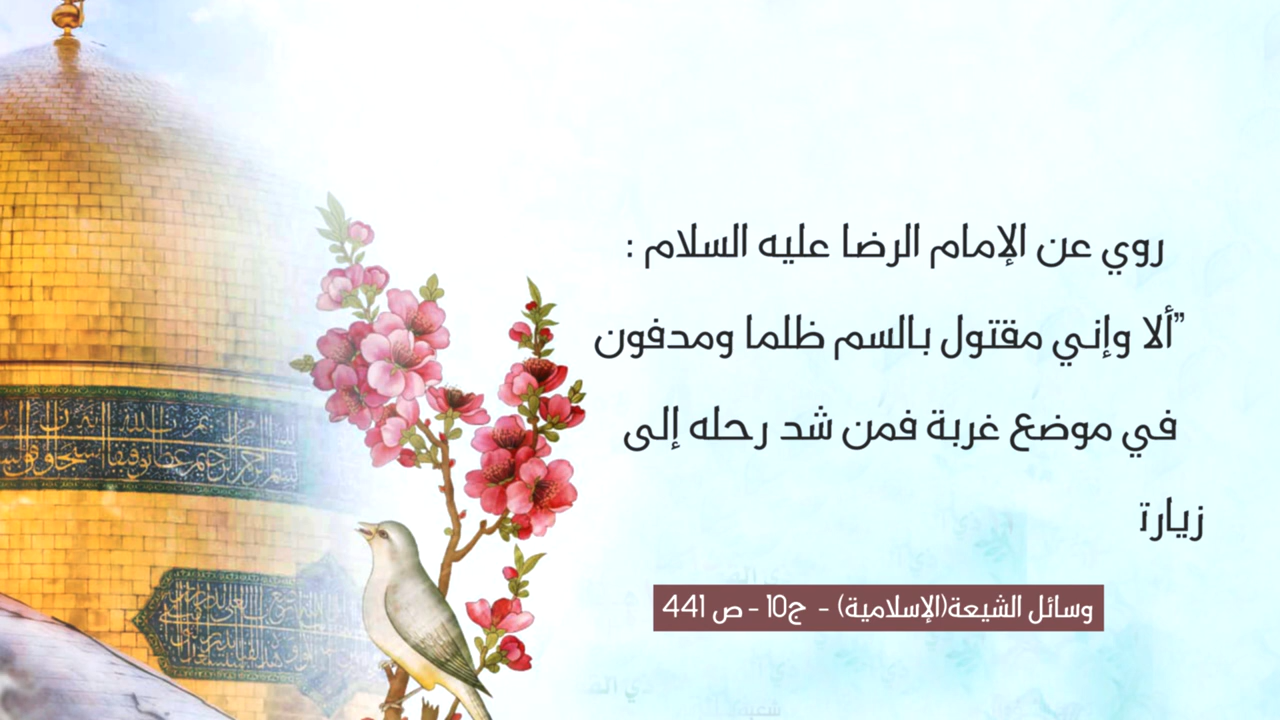 روي عن الإمام الرضا عليه السلام :
"ألا وإني مقتول بالسم ظلما ومدفون
في موضع غربة فمن شد رحله إلى
زيارت
وسائل الشيعة(الإسلامية) - ج10 - ص 441